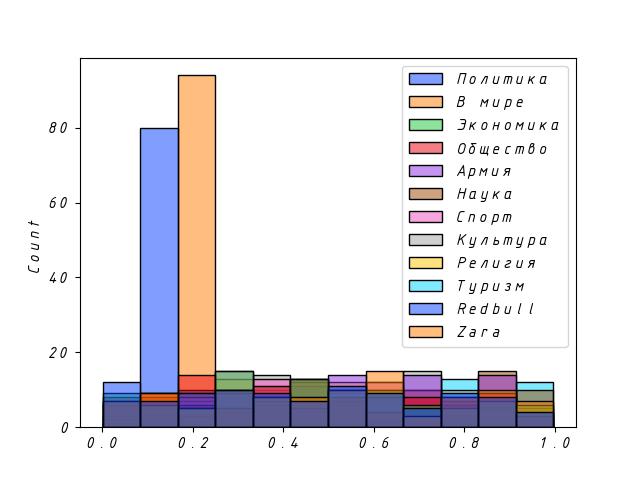 Политика
В мире
Экономика
Общество
Армия
Наука
Спорт
Культура
Религия
Туризм
Redbull
Zara
Count
80
60
40
20
0
0.0 0.2 0.4 0.6 0.8 1.0